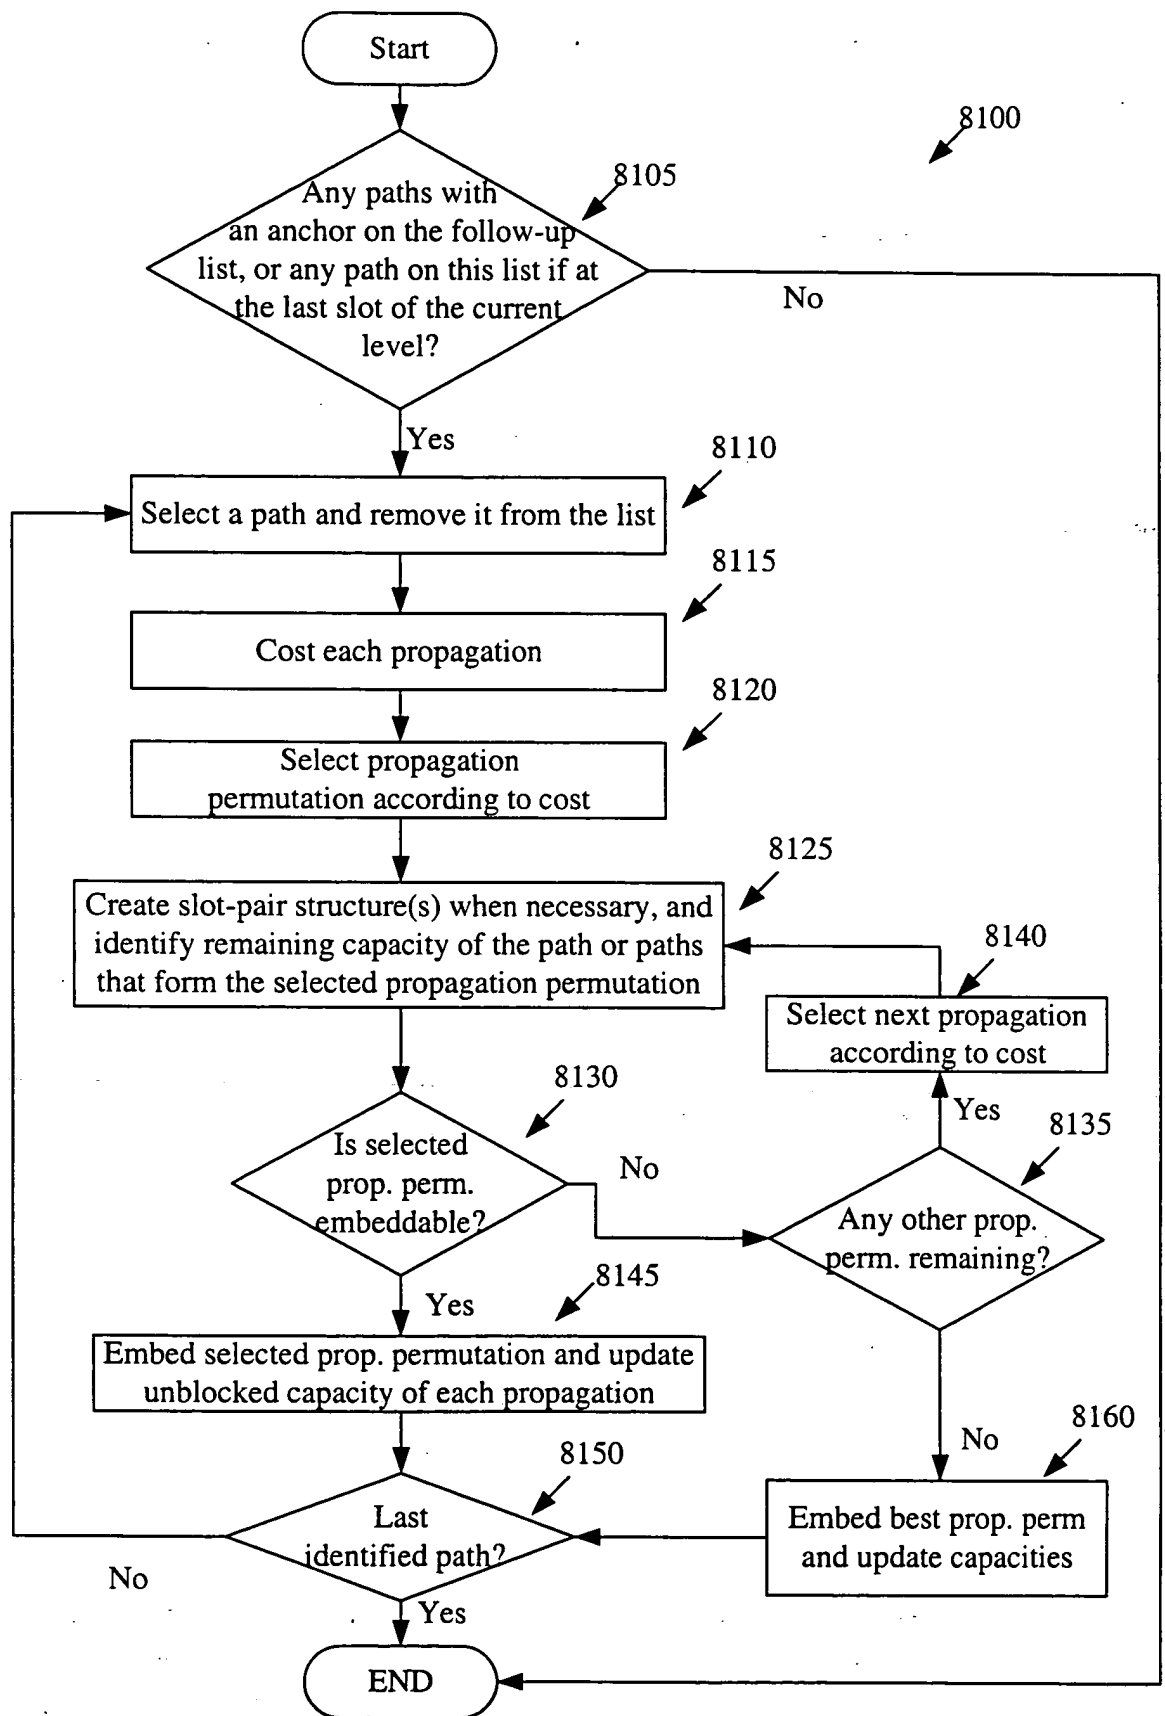 Start
8100
8105
Any paths with
an anchor on the follow-up
list, or any path on this list if at
the last slot of the current
level?
No
Yes
8110
Select a path and remove it from the list
8115
Cost each propagation
8120
Select propagation
permutation according to cost
8125
Create slot-pair structure(s) when necessary, and
identify remaining capacity of the path or paths
that form the selected propagation permutation
8140
Select next propagation
according to cost
8130
Is selected
prop. perm.
embeddable?
No
Yes
8135
Any other prop.
perm. remaining?
8145
Yes
Embed selected prop. permutation and update
unblocked capacity of each propagation
No
8160
Embed best prop. perm
and update capacities
8150
Last
identified path?
No
Yes
END